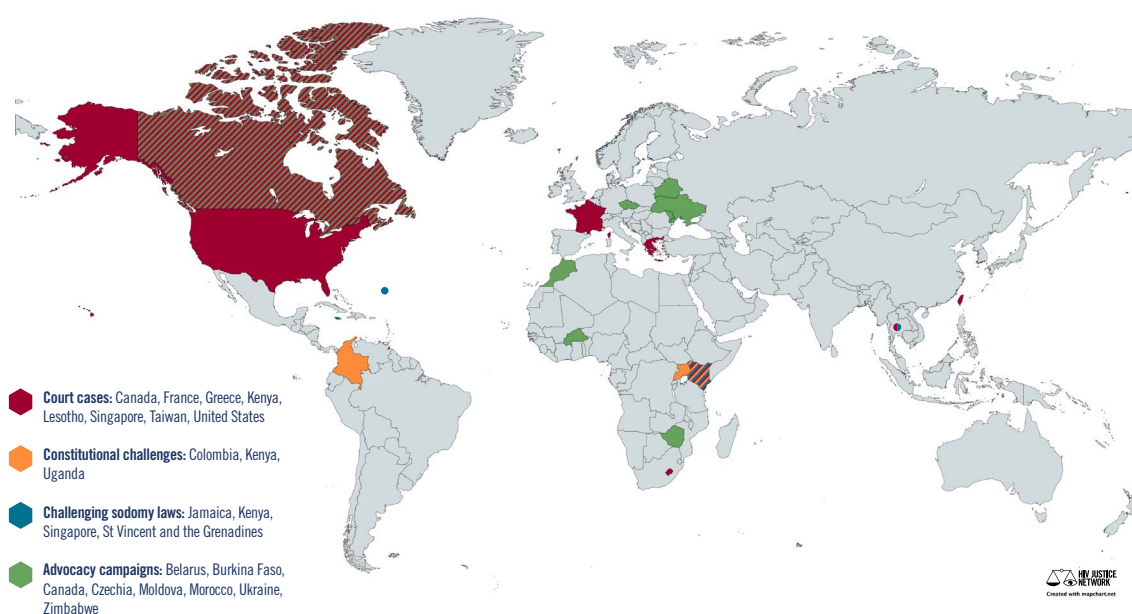 Court cases: Canada, France, Greece, Kenya,
Lesotho, Singapore, Taiwan, United States
Constitutional challenges: Colombia, Kenya,
Uganda
Challenging sodomy laws: Jamaica, Kenya,
Singapore, St Vincent and the Grenadines
Advocacy campaigns: Belarus, Burkina Faso,
Canada, Czechia, Moldova, Morocco, Ukraine,
Zimbabwe
HIV JUSTICE
NETWORK
Created with mapchart.net